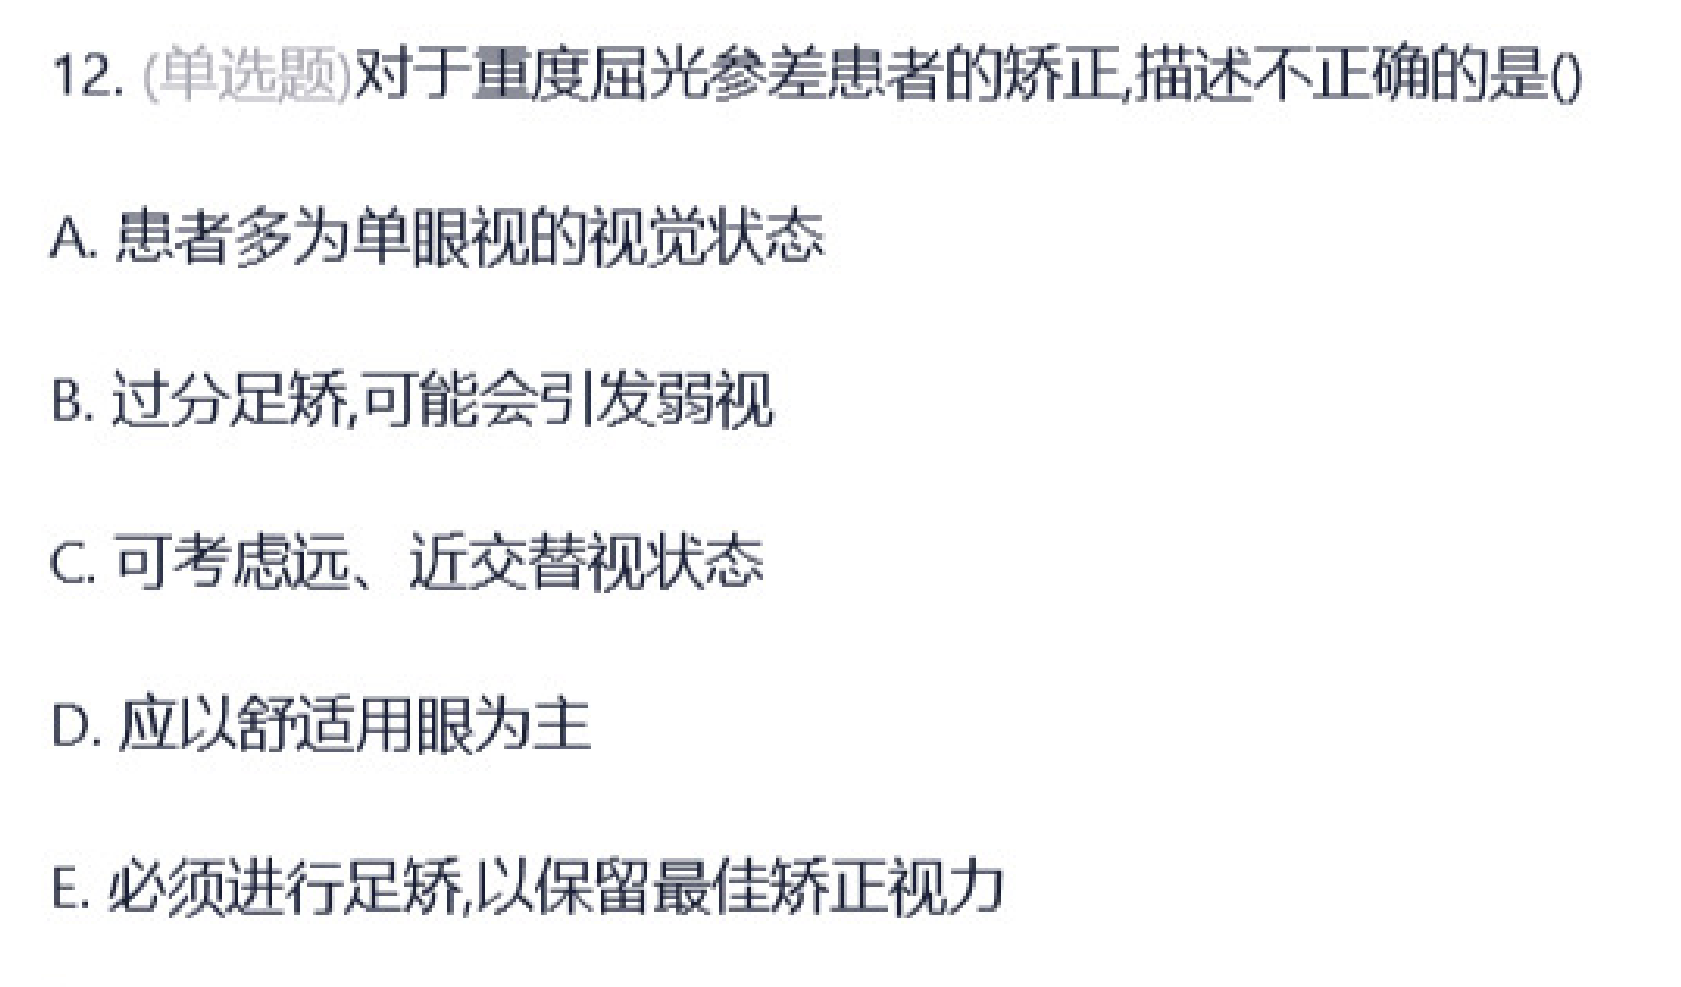 12. (单选题)对于重度屈光参差患者的矫正,描述不正确的是()
A. 患者多为单眼视的视觉状态
B. 过分足矫,可能会引发弱视
C. 可考虑远、近交替视状态
D. 应以舒适用眼为主
E. 必须进行足矫,以保留最佳矫正视力